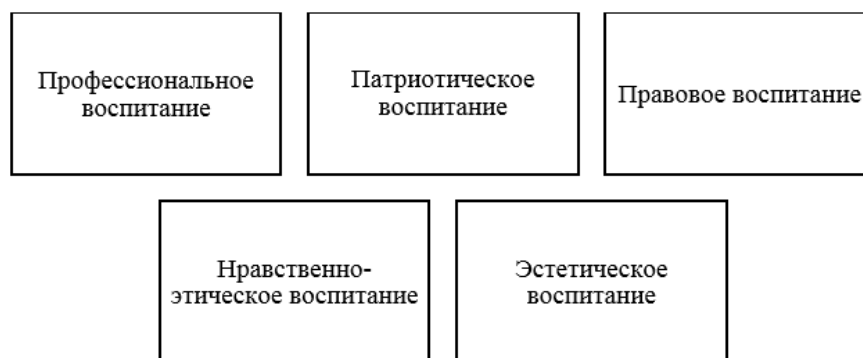 Профессиональное
воспитание
Патриотическое
воспитание
Правовое воспитание
Нравственно-
этическое воспитание
Эстетическое
воспитание